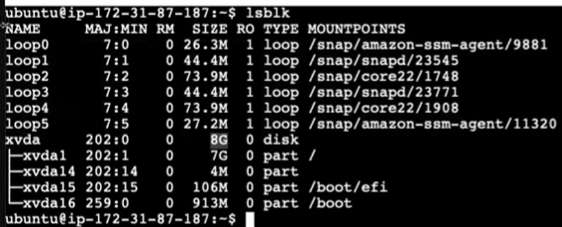 ubuntu@ip-172-31-87-187:~$ lsblk
NAME     MAJ:MIN RM  SIZE RO TYPE MOUNTPOINTS
loop0      7:0    0 26.3M  1 loop /snap/amazon-ssm-agent/9881
loop1      7:1    0 44.4M  1 loop /snap/snapd/23545
loop2      7:2    0 73.9M  1 loop /snap/core22/1748
loop3      7:3    0 44.4M  1 loop /snap/snapd/23771
loop4      7:4    0 73.9M  1 loop /snap/core22/1908
loop5      7:5    0 27.2M  1 loop /snap/amazon-ssm-agent/11320
xvda     202:0    0    8G  0 disk
├─xvda1  202:1    0    7G  0 part /
├─xvda14 202:14   0    4M  0 part
├─xvda15 202:15   0  106M  0 part /boot/efi
└─xvda16 259:0    0  913M  0 part /boot
ubuntu@ip-172-31-87-187:~$